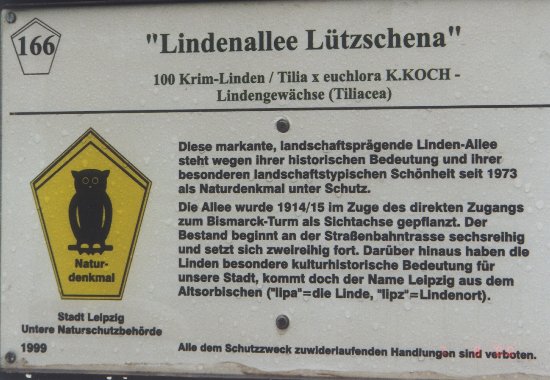 166
"Lindenallee Lützschena"
100 Krim-Linden / Tilia x euchlora K.KOCH -
Lindengewächse (Tiliacea)
Diese markante, landschaftsprägende Linden-Allee
steht wegen ihrer historischen Bedeutung und ihrer
besonderen landschaftstypischen Schönheit seit 1973
als Naturdenkmal unter Schutz.
Die Allee wurde 1914/15 im Zuge des direkten Zugangs
zum Bismarck-Turm als Sichtachse gepflanzt. Der
Bestand beginnt an der Straßenbahntrasse sechsreihig
und setzt sich zweireihig fort. Darüber hinaus haben die
Linden besondere kulturhistorische Bedeutung für
unsere Stadt, kommt doch der Name Leipzig aus dem
Altsorbischen ("lipa"=die Linde, "lipz"=Lindenort).
Natur-
denkmal
Stadt Leipzig
Untere Naturschutzbehörde
1999
Alle dem Schutzzweck zuwiderlaufenden Handlungen sind verboten.